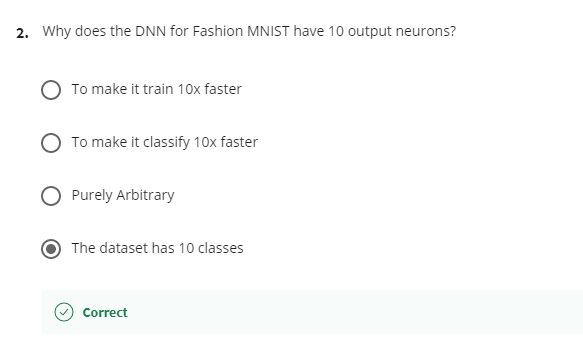 2. Why does the DNN for Fashion MNIST have 10 output neurons?
To make it train 10x faster
To make it classify 10x faster
Purely Arbitrary
The dataset has 10 classes
Correct